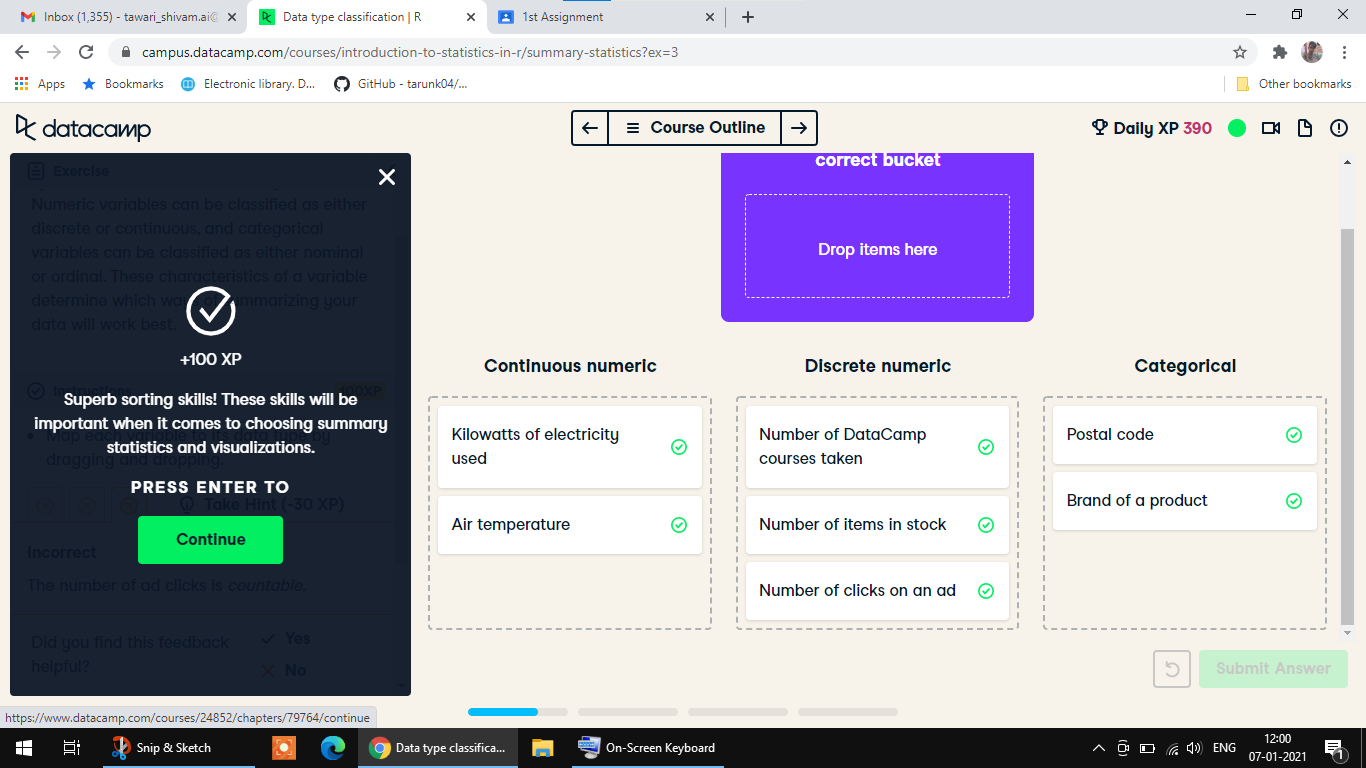 Inbox (1,355) - tawari_shivam.ai@
Data type classification | R
1st Assignment
campus.datacamp.com/courses/introduction-to-statistics-in-r/summary-statistics?ex=3
Apps
Bookmarks
Electronic library. D...
GitHub - tarunk04/...
Other bookmarks
datacamp
Course Outline
Daily XP 390
Exercise
Numeric variables can be classified as either
discrete or continuous, and categorical
variables can be classified as either nominal
or ordinal. These characteristics of a variable
determine which ways of summarizing your
data will work best.
+100 XP
Instructions
100XP
Superb sorting skills! These skills will be
important when it comes to choosing summary
statistics and visualizations.
Map each variable to its data type by
dragging and dropping.
PRESS ENTER TO
Take Hint (-30 XP)
Continue
Incorrect
The number of ad clicks is countable.
Did you find this feedback
helpful?
Yes
No
correct bucket
Drop items here
Continuous numeric
Kilowatts of electricity
used
Air temperature
Discrete numeric
Number of DataCamp
courses taken
Number of items in stock
Number of clicks on an ad
Categorical
Postal code
Brand of a product
Submit Answer
https://www.datacamp.com/courses/24852/chapters/79764/continue
Snip & Sketch
Data type classifica...
On-Screen Keyboard
ENG
12:00
07-01-2021
1